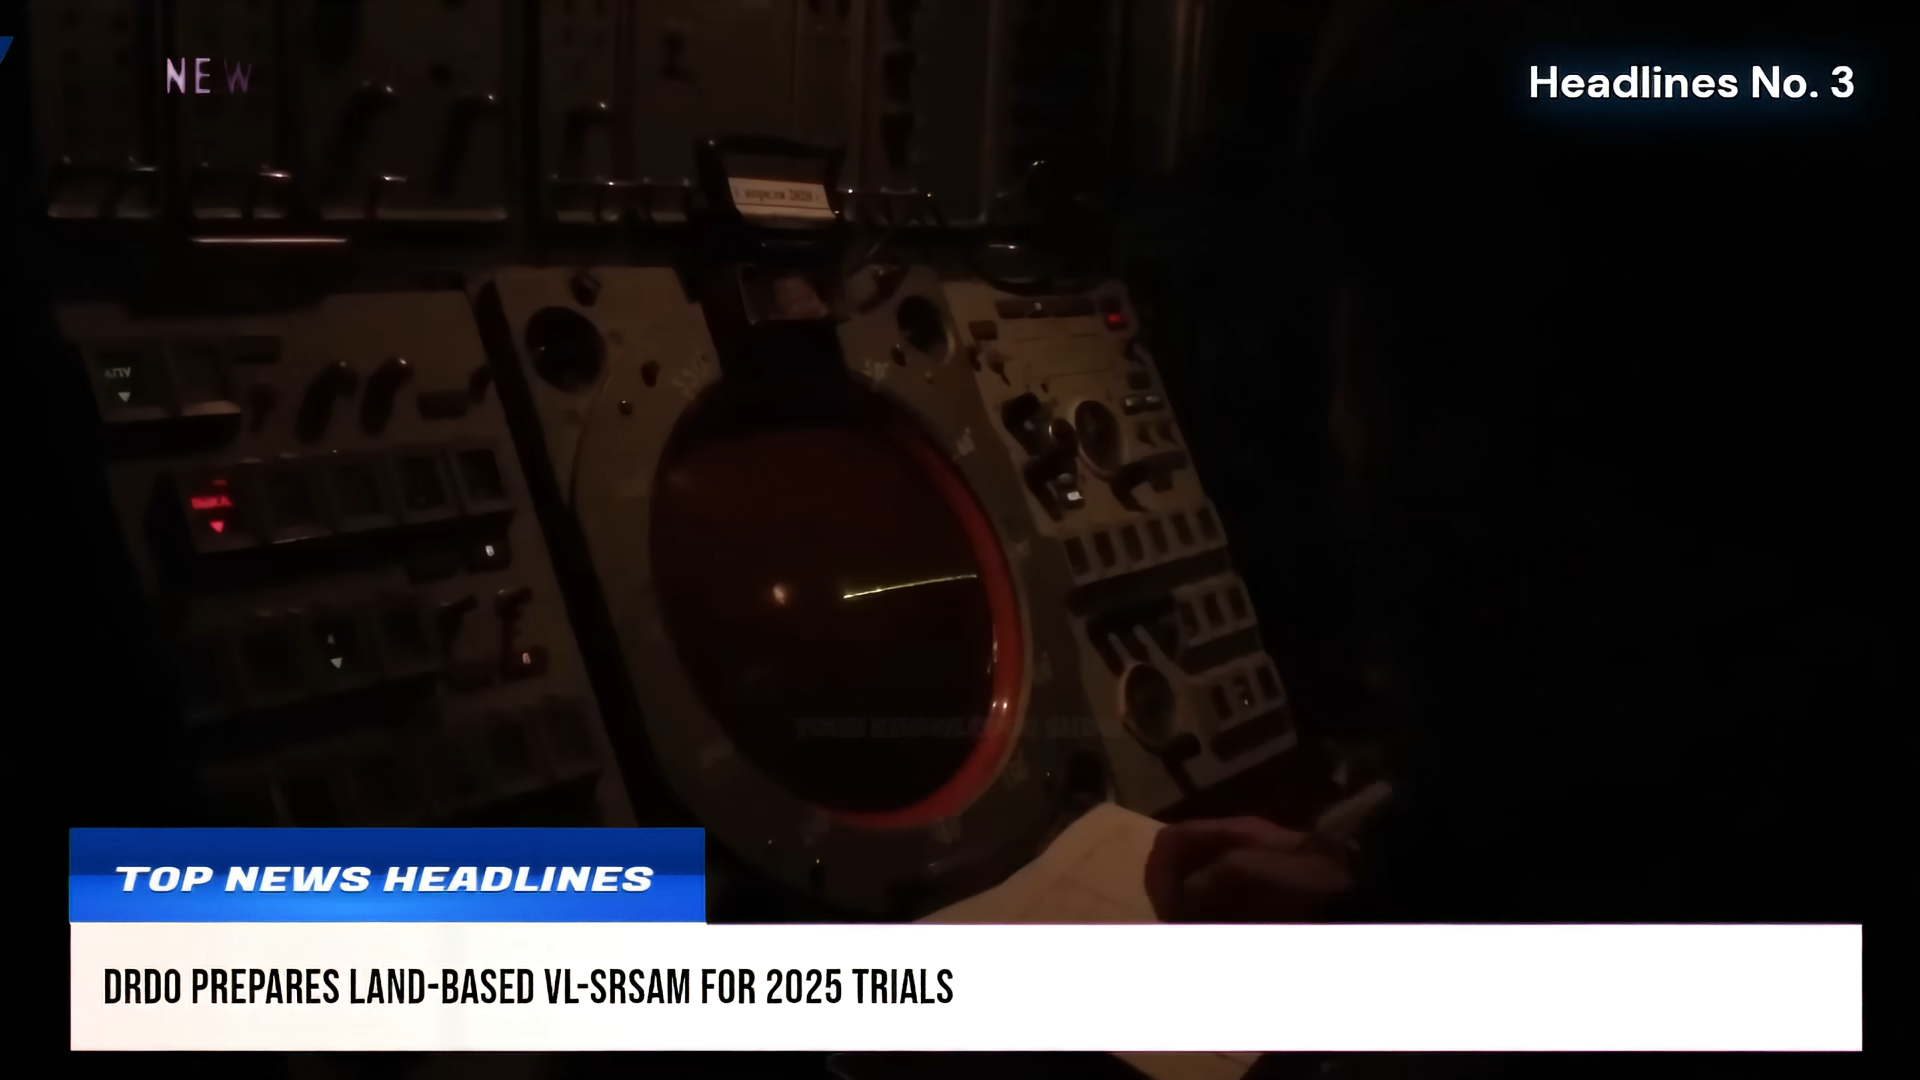 NEW
Headlines No. 3
TOP NEWS HEADLINES
DRDO PREPARES LAND-BASED VL-SRSAM FOR 2025 TRIALS